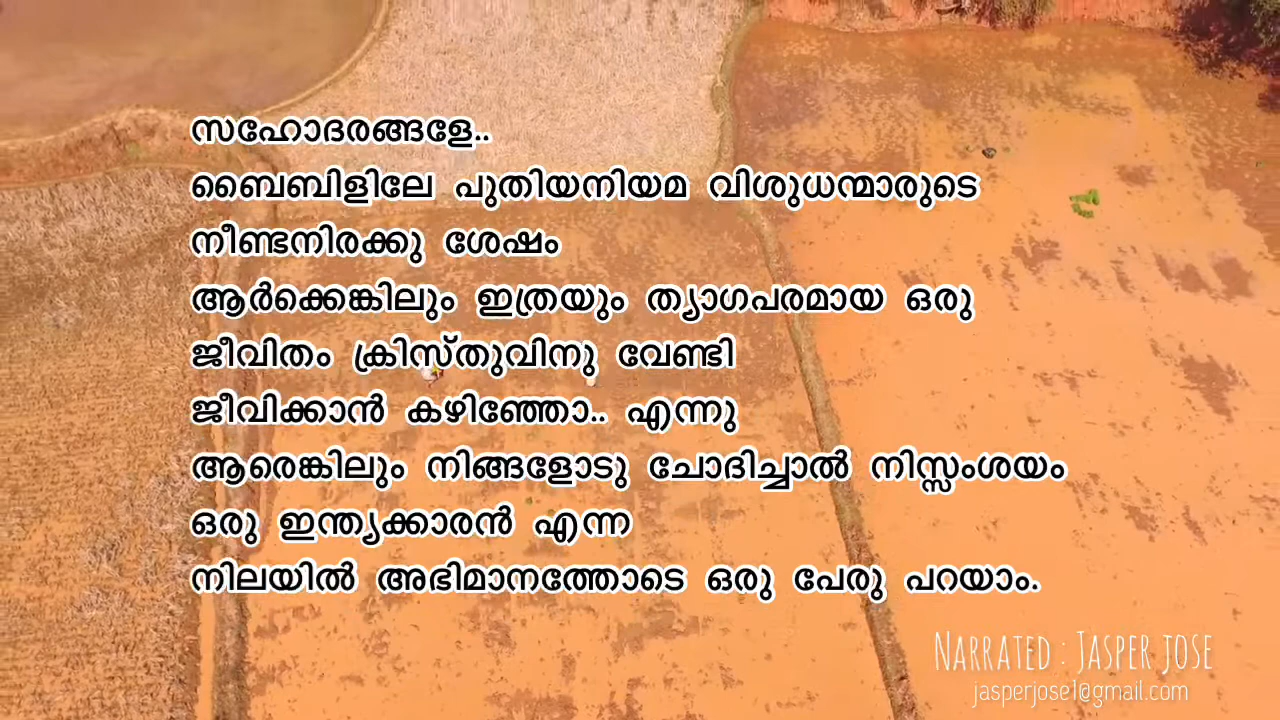 സഹോദരങ്ങളേ..
ബൈബിളിലേ പുതിയനിയമ വിശുധന്മാരുടെ
നീണ്ടനിരക്കു ശേഷം
ആർക്കെങ്കിലും ഇത്രയും ത്യാഗപരമായ ഒരു
ജീവിതം ക്രിസ്തുവിനു വേണ്ടി
ജീവിക്കാൻ കഴിഞ്ഞോ.. എന്നു
ആരെങ്കിലും നിങ്ങളോടു ചോദിച്ചാൽ നിസ്സംശയം
ഒരു ഇന്ത്യക്കാരൻ എന്ന
നിലയിൽ അഭിമാനത്തോടെ ഒരു പേരു പറയാം.
NARRATED : JASPER JOSE
jasperjose1@gmail.com